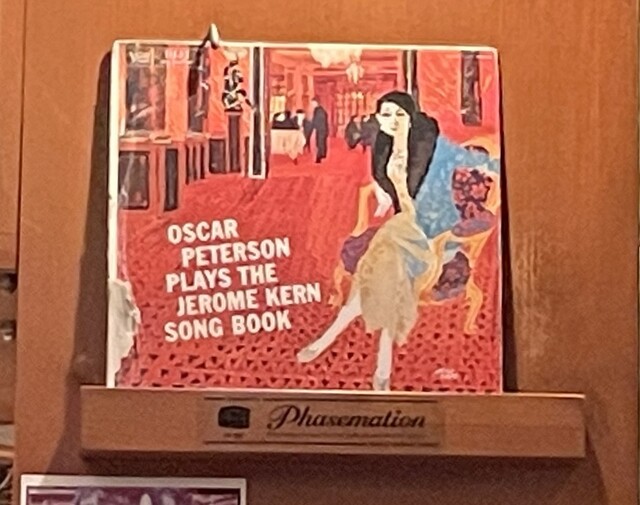 OSCAR
PETERSON
PLAYS THE
JEROME KERN
SONG BOOK
Phasemation